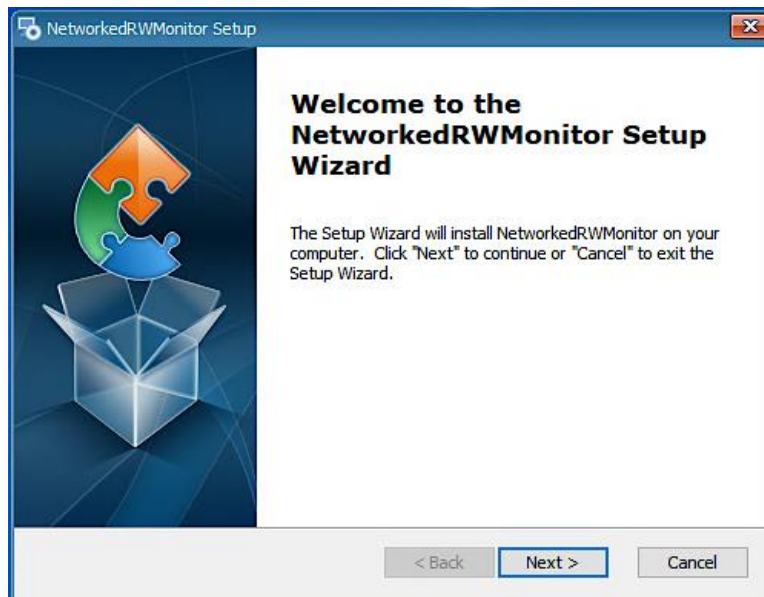 NetworkedRWMonitor Setup
Welcome to the
NetworkedRWMonitor Setup
Wizard
The Setup Wizard will install NetworkedRWMonitor on your
computer. Click "Next" to continue or "Cancel" to exit the
Setup Wizard.
< Back Next > Cancel